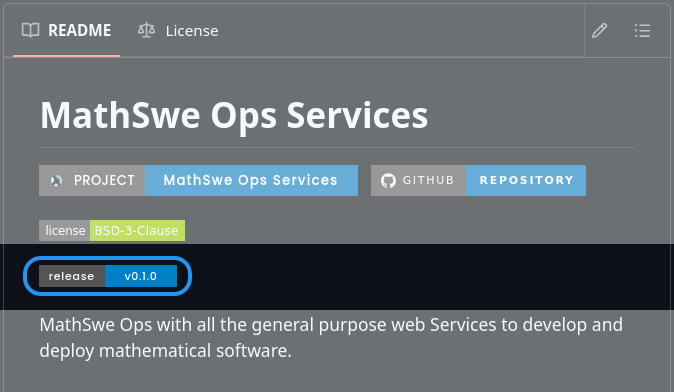 README License
MathSwe Ops Services
PROJECT MathSwe Ops Services GITHUB REPOSITORY
license BSD-3-Clause
release v0.1.0
MathSwe Ops with all the general purpose web Services to develop and
deploy mathematical software.